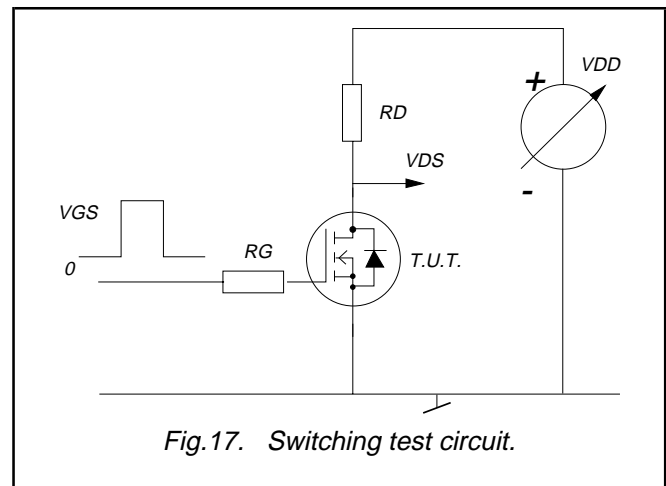 +
VDD
RD
VDS
-
VGS
RG
T.U.T.
0
Fig.17. Switching test circuit.